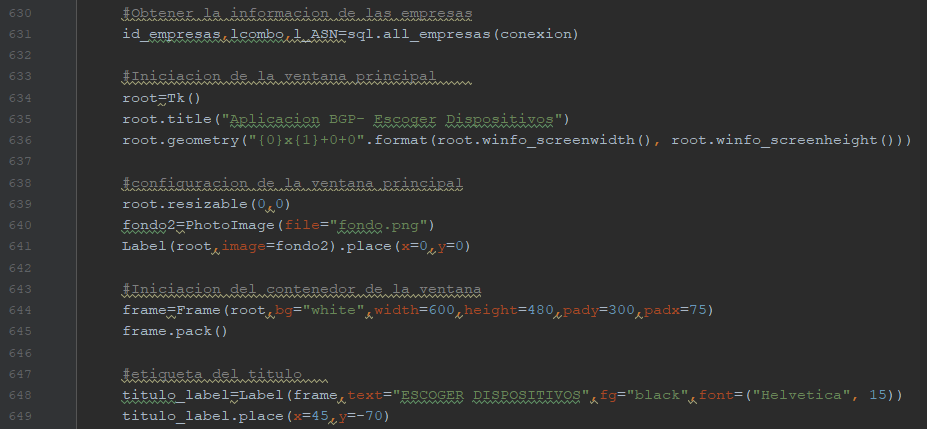 630 #Obtener la informacion de las empresas
631 id_empresas,lcombo,l_ASN=sql.all_empresas(conexion)
632
633 #Iniciacion de la ventana principal
634 root=Tk()
635 root.title("Aplicacion BGP- Escoger Dispositivos")
636 root.geometry("{0}x{1}+0+0".format(root.winfo_screenwidth(), root.winfo_screenheight()))
637
638 #configuracion de la ventana principal
639 root.resizable(0,0)
640 fondo2=PhotoImage(file="fondo.png")
641 Label(root,image=fondo2).place(x=0,y=0)
642
643 #Iniciacion del contenedor de la ventana
644 frame=Frame(root,bg="white",width=600,height=480,pady=300,padx=75)
645 frame.pack()
646
647 #etiqueta del titulo
648 titulo_label=Label(frame,text="ESCOGER DISPOSITIVOS",fg="black",font=("Helvetica", 15))
649 titulo_label.place(x=45,y=-70)